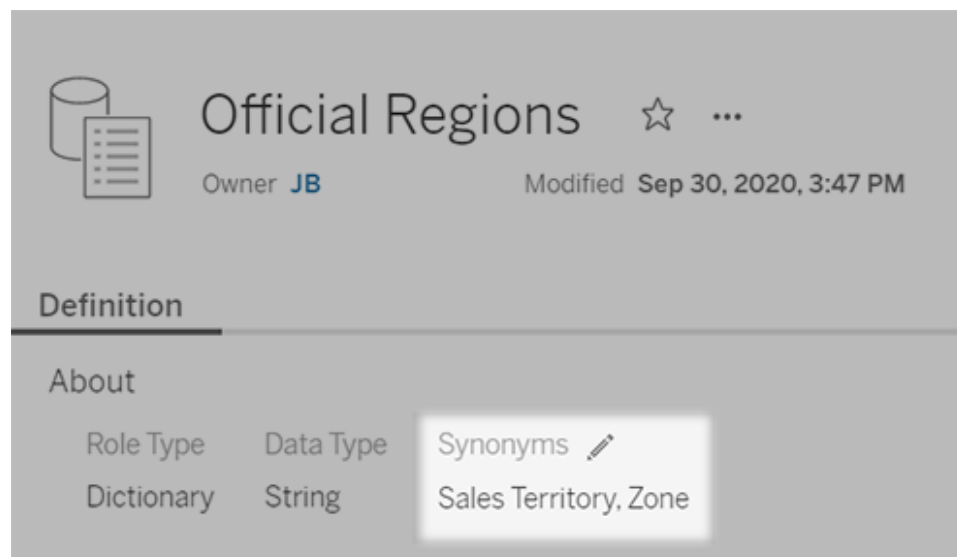 Official Regions ...
Owner JB Modified Sep 30, 2020, 3:47 PM
Definition
About
Role Type Data Type Synonyms
Dictionary String Sales Territory, Zone